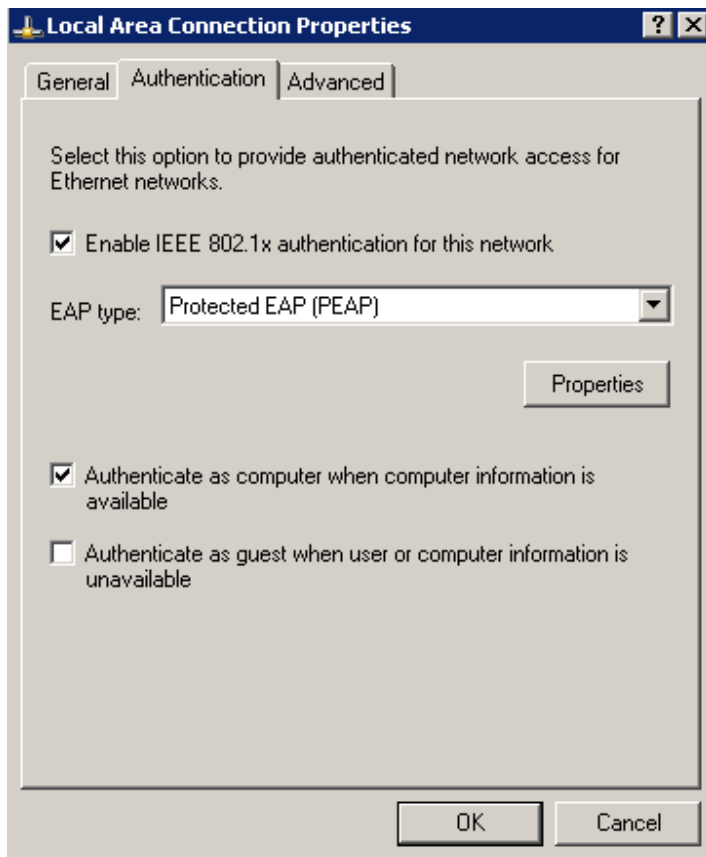 Local Area Connection Properties
General
Authentication
Advanced
Select this option to provide authenticated network access for
Ethernet networks.
Enable IEEE 802.1x authentication for this network
EAP type:
Protected EAP (PEAP)
Properties
Authenticate as computer when computer information is
available
Authenticate as guest when user or computer information is
unavailable
OK
Cancel